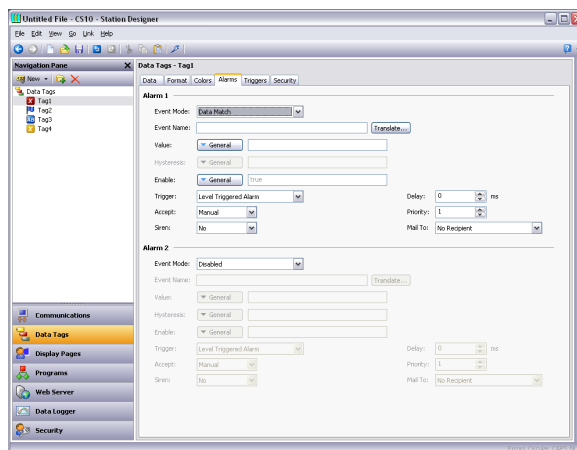 Untitled File - CS10 - Station Designer
File Edit View Go Link Help
Navigation Pane
New
Data Tags
Tag1
Tag2
Tag3
Tag4
Communications
Data Tags
Display Pages
Programs
Web Server
Data Logger
Security
Data Tags - Tag1
Data Format Colors Alarms Triggers Security
Alarm 1
Event Mode: Data Match
Event Name: Translate...
Value: General
Hysteresis: General
Enable: General true
Trigger: Level Triggered Alarm Delay: 0 ms
Accept: Manual Priority: 1
Siren: No Mail To: No Recipient
Alarm 2
Event Mode: Disabled
Event Name: Translate...
Value: General
Hysteresis: General
Enable: General
Trigger: Level Triggered Alarm Delay: 0 ms
Accept: Manual Priority: 1
Siren: No Mail To: No Recipient